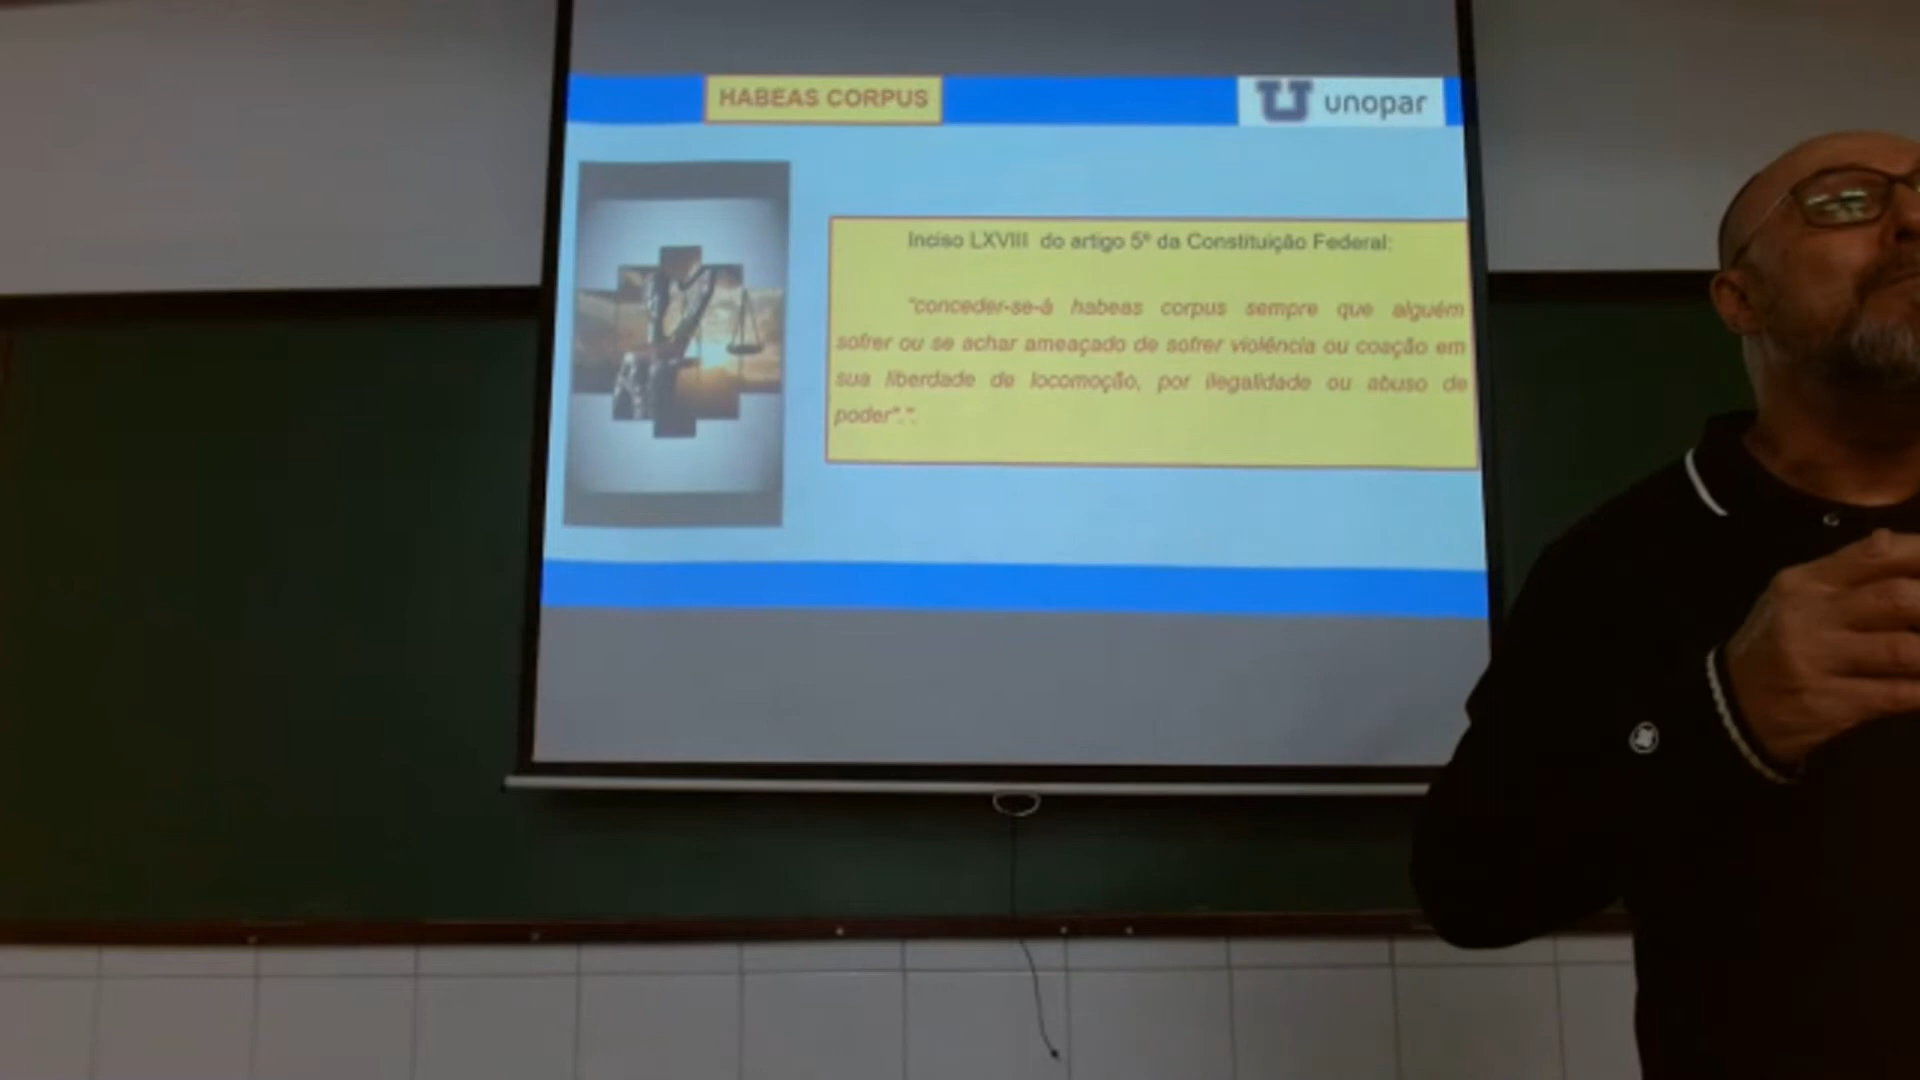 HABEAS CORPUS
unopar
Inciso LXVIII do artigo 5º da Constituição Federal:
"conceder-se-á habeas corpus sempre que alguém
sofrer ou se achar ameaçado de sofrer violência ou coação em
sua liberdade de locomoção, por ilegalidade ou abuso de
poder".".